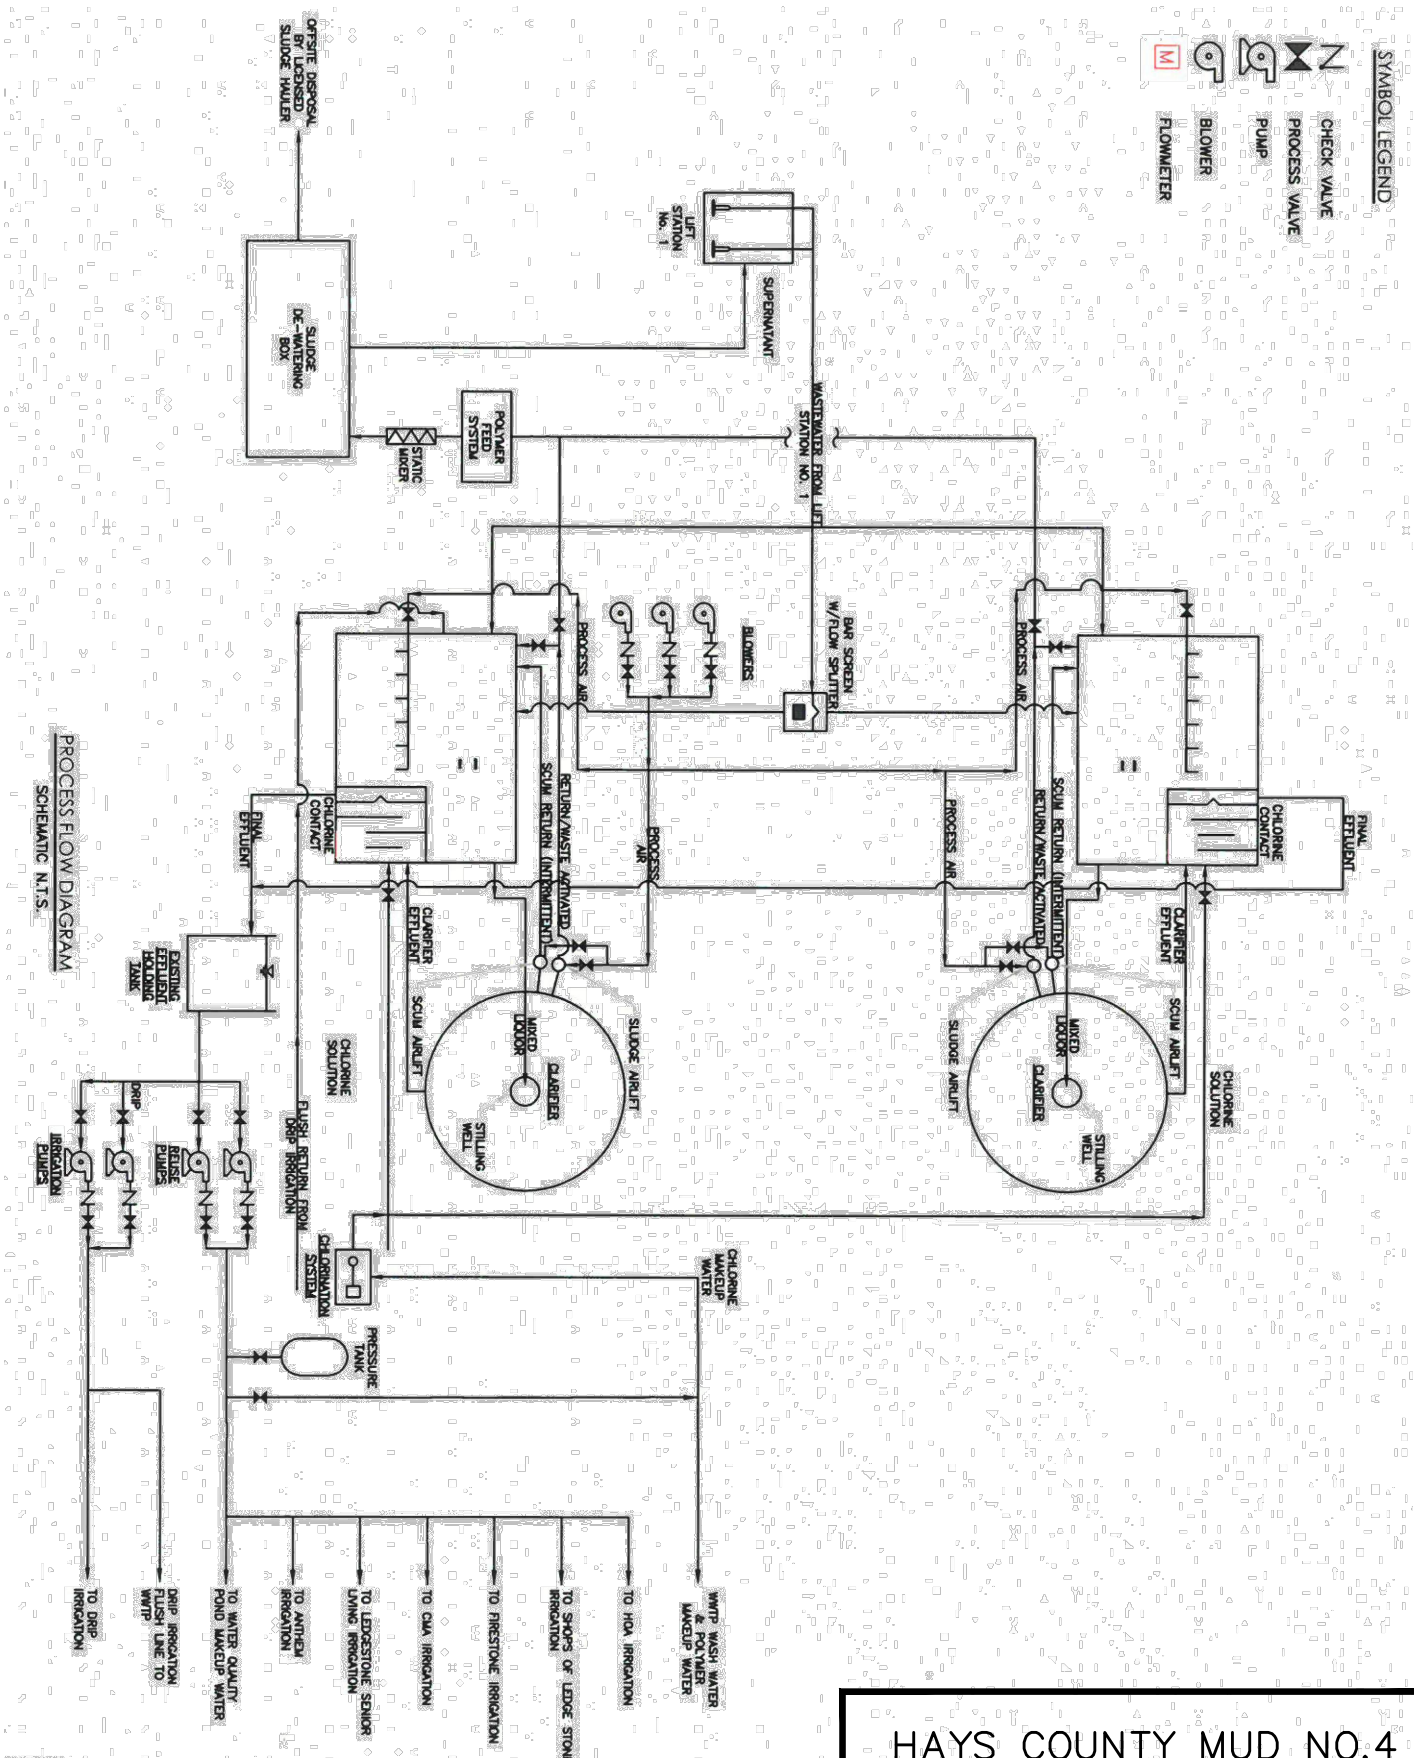 SYMBOL LEGEND
CHECK VALVE
PROCESS VALVE
PUMP
BLOWER
M
FLOWMETER
OFFSITE DISPOSAL
BY LICENSED
SLUDGE HAULER
LIFT
STATION
No. 1
SUPERNATANT
SLUDGE
DE-WATERING
BOX
POLYMER
FEED
SYSTEM
STATIC
MIXER
WASTEWATER FROM LIFT
STATION NO. 1
BAR SCREEN
W/FLOW SPLITTER
BLOWERS
PROCESS AIR
PROCESS AIR
SCUM RETURN (INTERMITTENT)
RETURN/WASTE ACTIVATED
PROCESS AIR
FINAL
EFFLUENT
CHLORINE
CONTACT
RETURN/WASTE ACTIVATED
SCUM RETURN (INTERMITTENT)
PROCESS
AIR
CHLORINE
CONTACT
FINAL
EFFLUENT
CLARIFIER
EFFLUENT
SCUM AIRLIFT
MIXED
LIQUOR
CLARIFIER
SLUDGE AIRLIFT
STILLING
WELL
CHLORINE
SOLUTION
CLARIFIER
EFFLUENT
SCUM AIRLIFT
MIXED
LIQUOR
CLARIFIER
SLUDGE AIRLIFT
STILLING
WELL
CHLORINE
SOLUTION
EXISTING
EFFLUENT
HOLDING
TANK
DRIP
IRRIGATION
PUMPS
REUSE
PUMPS
FLUSH RETURN FROM
DRIP IRRIGATION
CHLORINATION
SYSTEM
CHLORINE
MAKEUP
WATER
PRESSURE
TANK
WWTP WASH WATER
& POLYMER
MAKEUP WATER
TO HOA IRRIGATION
TO SHOPS OF LEDGE STON
IRRIGATION
TO FIRESTONE IRRIGATION
TO CMA IRRIGATION
TO LEDGESTONE SENIOR
LIVING IRRIGATION
TO ANTHEM
IRRIGATION
TO WATER QUALITY
POND MAKEUP WATER
DRIP IRRIGATION
FLUSH LINE TO
WWTP
TO DRIP
IRRIGATION
PROCESS FLOW DIAGRAM
SCHEMATIC N.T.S.
HAYS COUNTY MUD NO.4